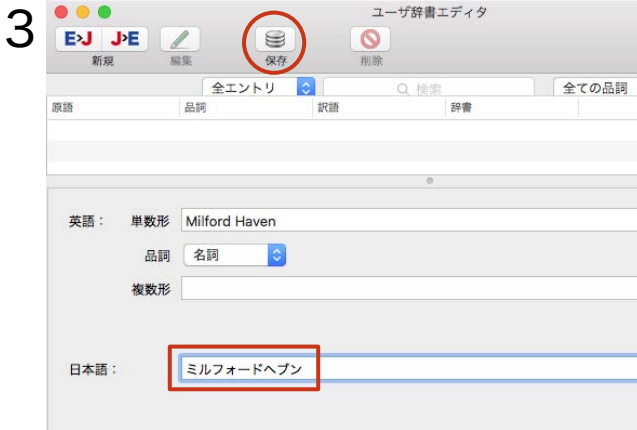 3
ユーザ辞書エディタ
E>J J>E
新規 編集 保存 削除
全エントリ 検索 全ての品詞
原語 品詞 訳語 辞書
英語： 単数形 Milford Haven
品詞 名詞
複数形
日本語： ミルフォードヘブン